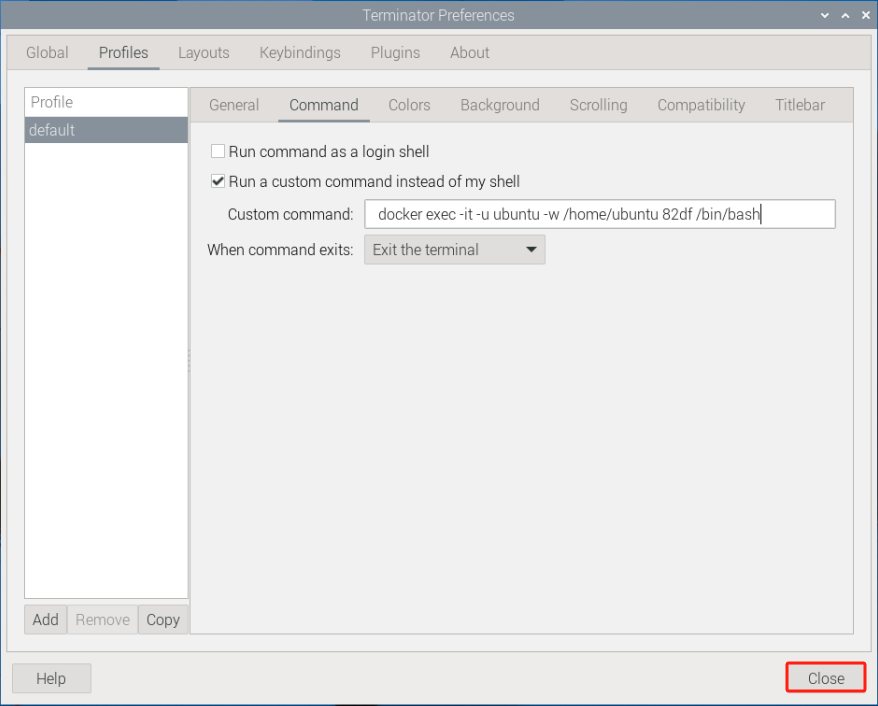 Terminator Preferences
Global Profiles Layouts Keybindings Plugins About
Profile
default
General Command Colors Background Scrolling Compatibility Titlebar
Run command as a login shell
Run a custom command instead of my shell
Custom command: docker exec -it -u ubuntu -w /home/ubuntu 82df /bin/bash
When command exits: Exit the terminal
Add Remove Copy
Help Close